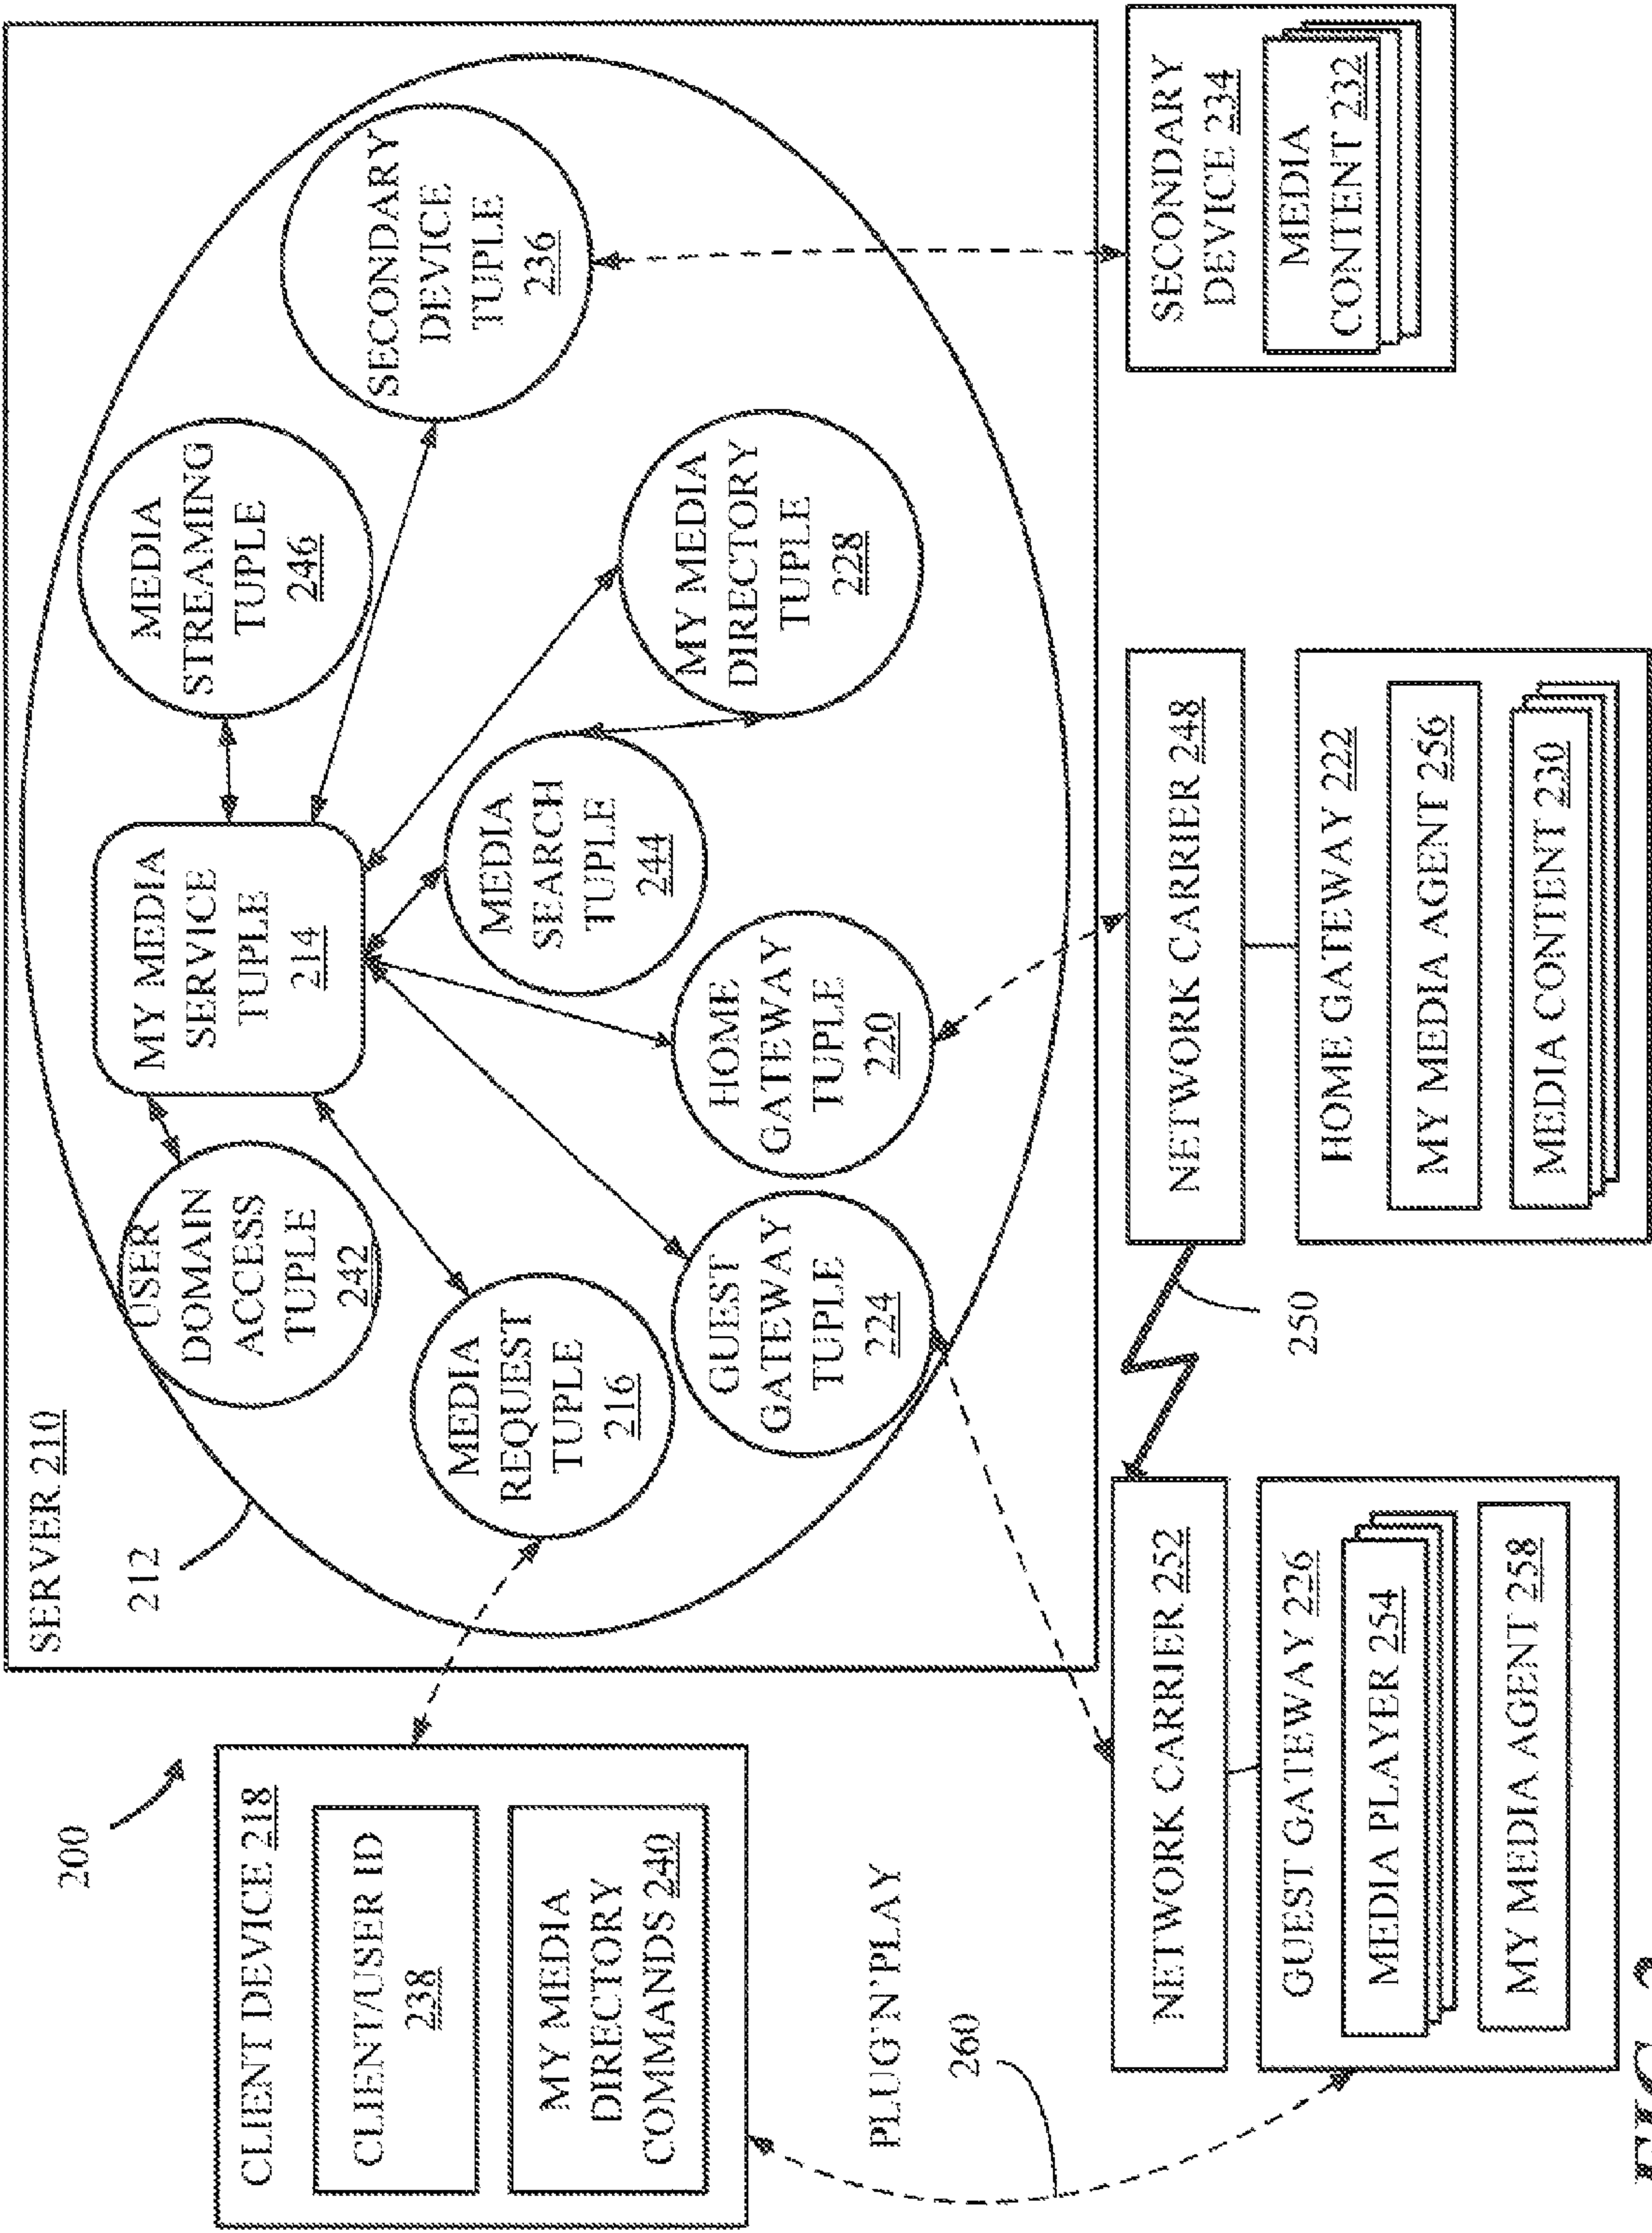 200
SERVER 210
212
USER
DOMAIN
ACCESS
TUPLE
242
MY MEDIA
SERVICE
TUPLE
214
MEDIA
STREAMING
TUPLE
246
SECONDARY
DEVICE
TUPLE
236
MEDIA
REQUEST
TUPLE
216
MEDIA
SEARCH
TUPLE
244
MY MEDIA
DIRECTORY
TUPLE
228
GUEST
GATEWAY
TUPLE
224
HOME
GATEWAY
TUPLE
220
CLIENT DEVICE 218
CLIENT/USER ID
238
MY MEDIA
DIRECTORY
COMMANDS 240
PLUG'N'PLAY
260
NETWORK CARRIER 252
GUEST GATEWAY 226
MEDIA PLAYER 254
MY MEDIA AGENT 258
250
NETWORK CARRIER 248
HOME GATEWAY 222
MY MEDIA AGENT 256
MEDIA CONTENT 230
SECONDARY
DEVICE 234
MEDIA
CONTENT 232